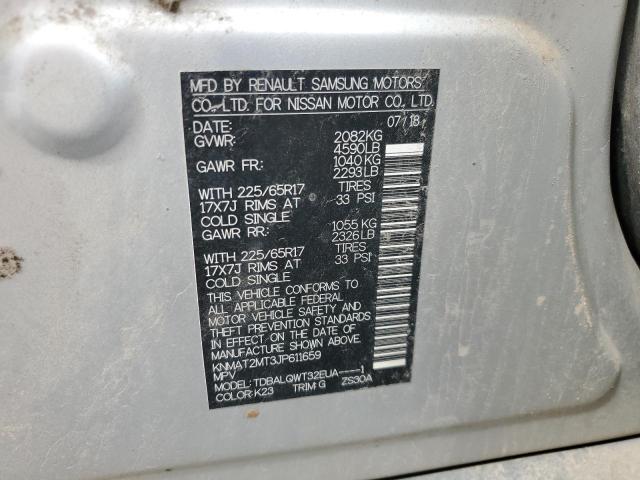 MFD BY RENAULT SAMSUNG MOTORS
CO., LTD. FOR NISSAN MOTOR CO., LTD.
DATE: 07/18
GVWR: 2082KG
4590LB
GAWR FR: 1040 KG
2293LB
WITH 225/65R17 TIRES
17X7J RIMS AT 33 PSI
COLD SINGLE
GAWR RR: 1055 KG
2326LB
WITH 225/65R17 TIRES
17X7J RIMS AT 33 PSI
COLD SINGLE
THIS VEHICLE CONFORMS TO
ALL APPLICABLE FEDERAL
MOTOR VEHICLE SAFETY AND
THEFT PREVENTION STANDARDS
IN EFFECT ON THE DATE OF
MANUFACTURE SHOWN ABOVE.
KNMAT2MT3JP611659
MPV
MODEL: TDBALQWT32EUA----1
COLOR: K23 TRIM: G ZS30A